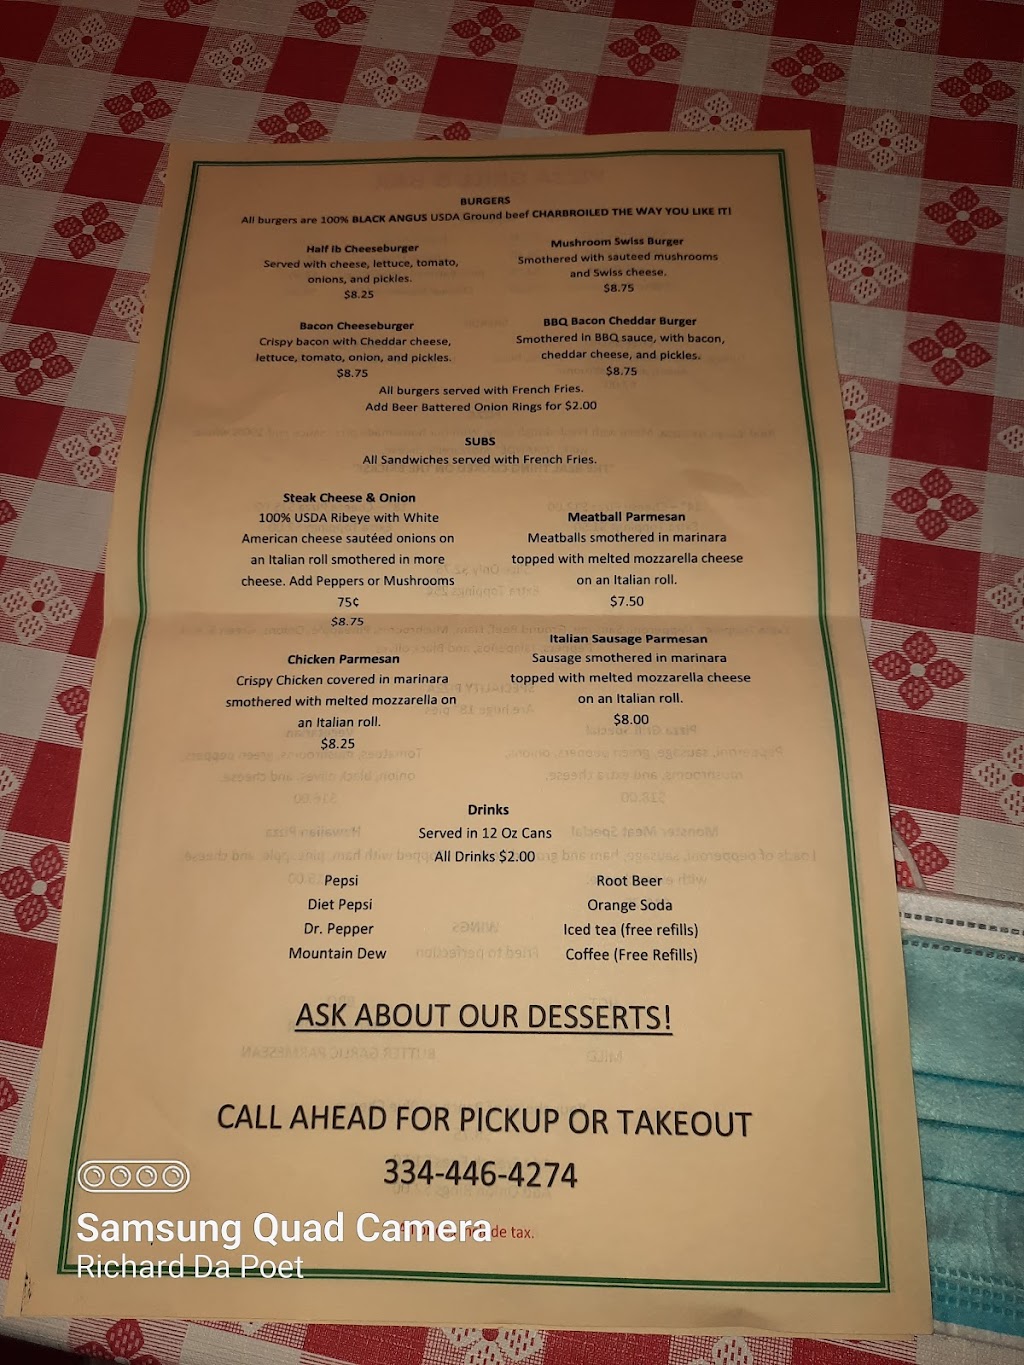 BURGERS
All burgers are 100% BLACK ANGUS USDA Ground beef CHARBROILED THE WAY YOU LIKE IT!
Half lb Cheeseburger
Served with cheese, lettuce, tomato,
onions, and pickles.
$8.25
Mushroom Swiss Burger
Smothered with sauteed mushrooms
and Swiss cheese.
$8.75
Bacon Cheeseburger
Crispy bacon with Cheddar cheese,
lettuce, tomato, onion, and pickles.
$8.75
BBQ Bacon Cheddar Burger
Smothered in BBQ sauce, with bacon,
cheddar cheese, and pickles.
$8.75
All burgers served with French Fries.
Add Beer Battered Onion Rings for $2.00
SUBS
All Sandwiches served with French Fries.
Steak Cheese & Onion
100% USDA Ribeye with White
American cheese sautéed onions on
an Italian roll smothered in more
cheese. Add Peppers or Mushrooms
75¢
$8.75
Meatball Parmesan
Meatballs smothered in marinara
topped with melted mozzarella cheese
on an Italian roll.
$7.50
Chicken Parmesan
Crispy Chicken covered in marinara
smothered with melted mozzarella on
an Italian roll.
$8.25
Italian Sausage Parmesan
Sausage smothered in marinara
topped with melted mozzarella cheese
on an Italian roll.
$8.00
Drinks
Served in 12 Oz Cans
All Drinks $2.00
Pepsi
Diet Pepsi
Dr. Pepper
Mountain Dew
Root Beer
Orange Soda
Iced tea (free refills)
Coffee (Free Refills)
ASK ABOUT OUR DESSERTS!
CALL AHEAD FOR PICKUP OR TAKEOUT
334-446-4274
de tax.
Samsung Quad Camera
Richard Da Poet